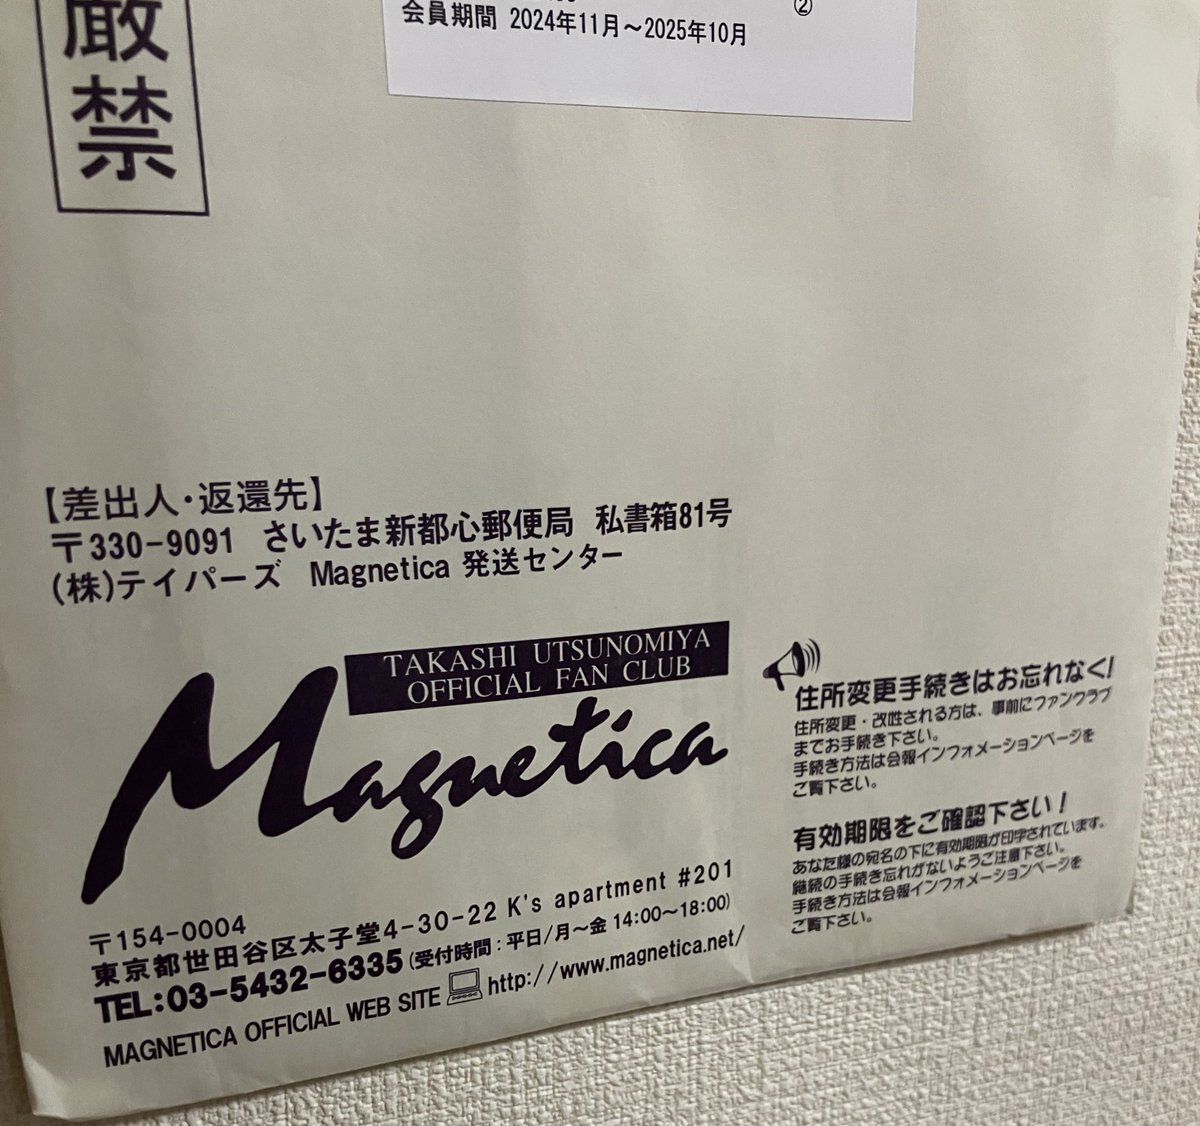 厳禁
会員期間 2024年11月～2025年10月
②
【差出人・返還先】
〒330-9091 さいたま新都心郵便局 私書箱81号
(株)テイパーズ Magnetica 発送センター
TAKASHI UTSUNOMIYA
OFFICIAL FAN CLUB
Magnetica
〒154-0004
東京都世田谷区太子堂4-30-22 K's apartment #201
TEL:03-5432-6335(受付時間:平日/月～金 14:00～18:00)
MAGNETICA OFFICIAL WEB SITE http://www.magnetica.net/
住所変更手続きはお忘れなく!
住所変更・改姓される方は、事前にファンクラブ
までお手続き下さい。
手続き方法は会報インフォメーションページを
ご覧下さい。
有効期限をご確認下さい!
あなた様の宛名の下に有効期限が印字されています。
継続の手続き忘れがないようご注意下さい。
手続き方法は会報インフォメーションページを
ご覧下さい。